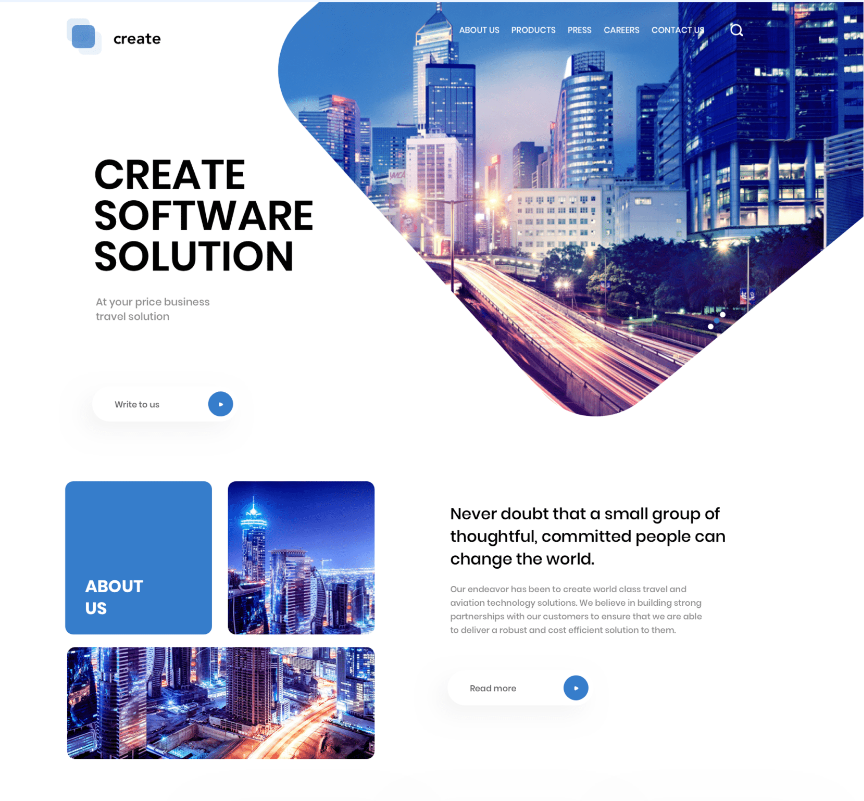 create
ABOUT US PRODUCTS PRESS CAREERS CONTACT US
CREATE
SOFTWARE
SOLUTION
At your price business
travel solution
Write to us
ABOUT
US
Never doubt that a small group of
thoughtful, committed people can
change the world.
Our endeavor has been to create world class travel and
aviation technology solutions. We believe in building strong
partnerships with our customers to ensure that we are able
to deliver a robust and cost efficient solution to them.
Read more